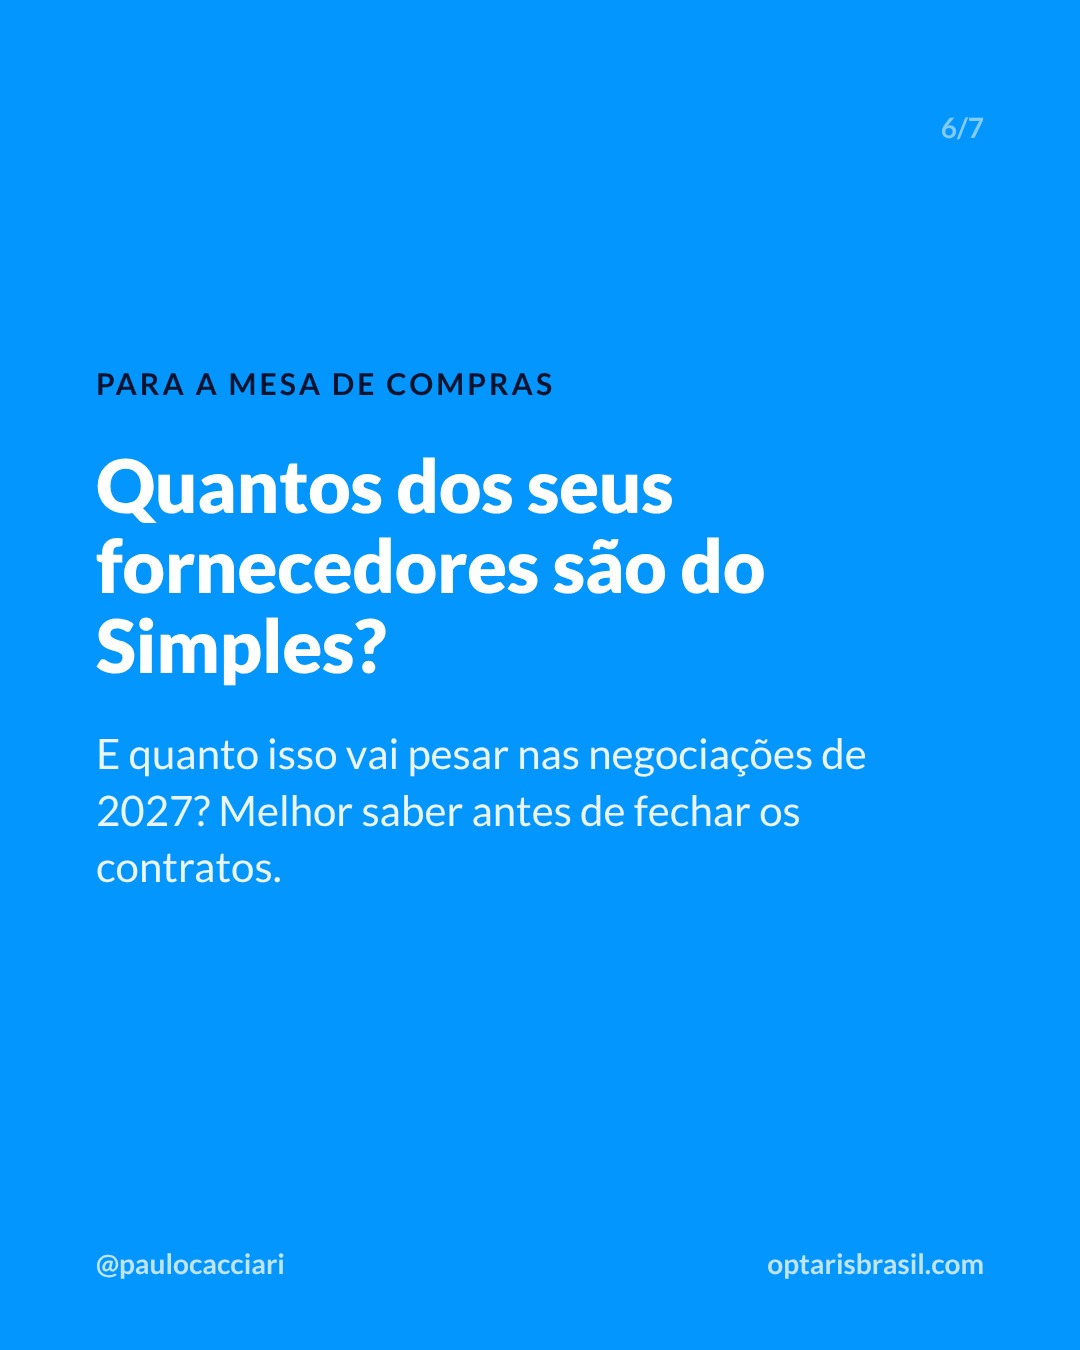 6/7
PARA A MESA DE COMPRAS
Quantos dos seus
fornecedores são do
Simples?
E quanto isso vai pesar nas negociações de
2027? Melhor saber antes de fechar os
contratos.
@paulocacciari
optarisbrasil.com